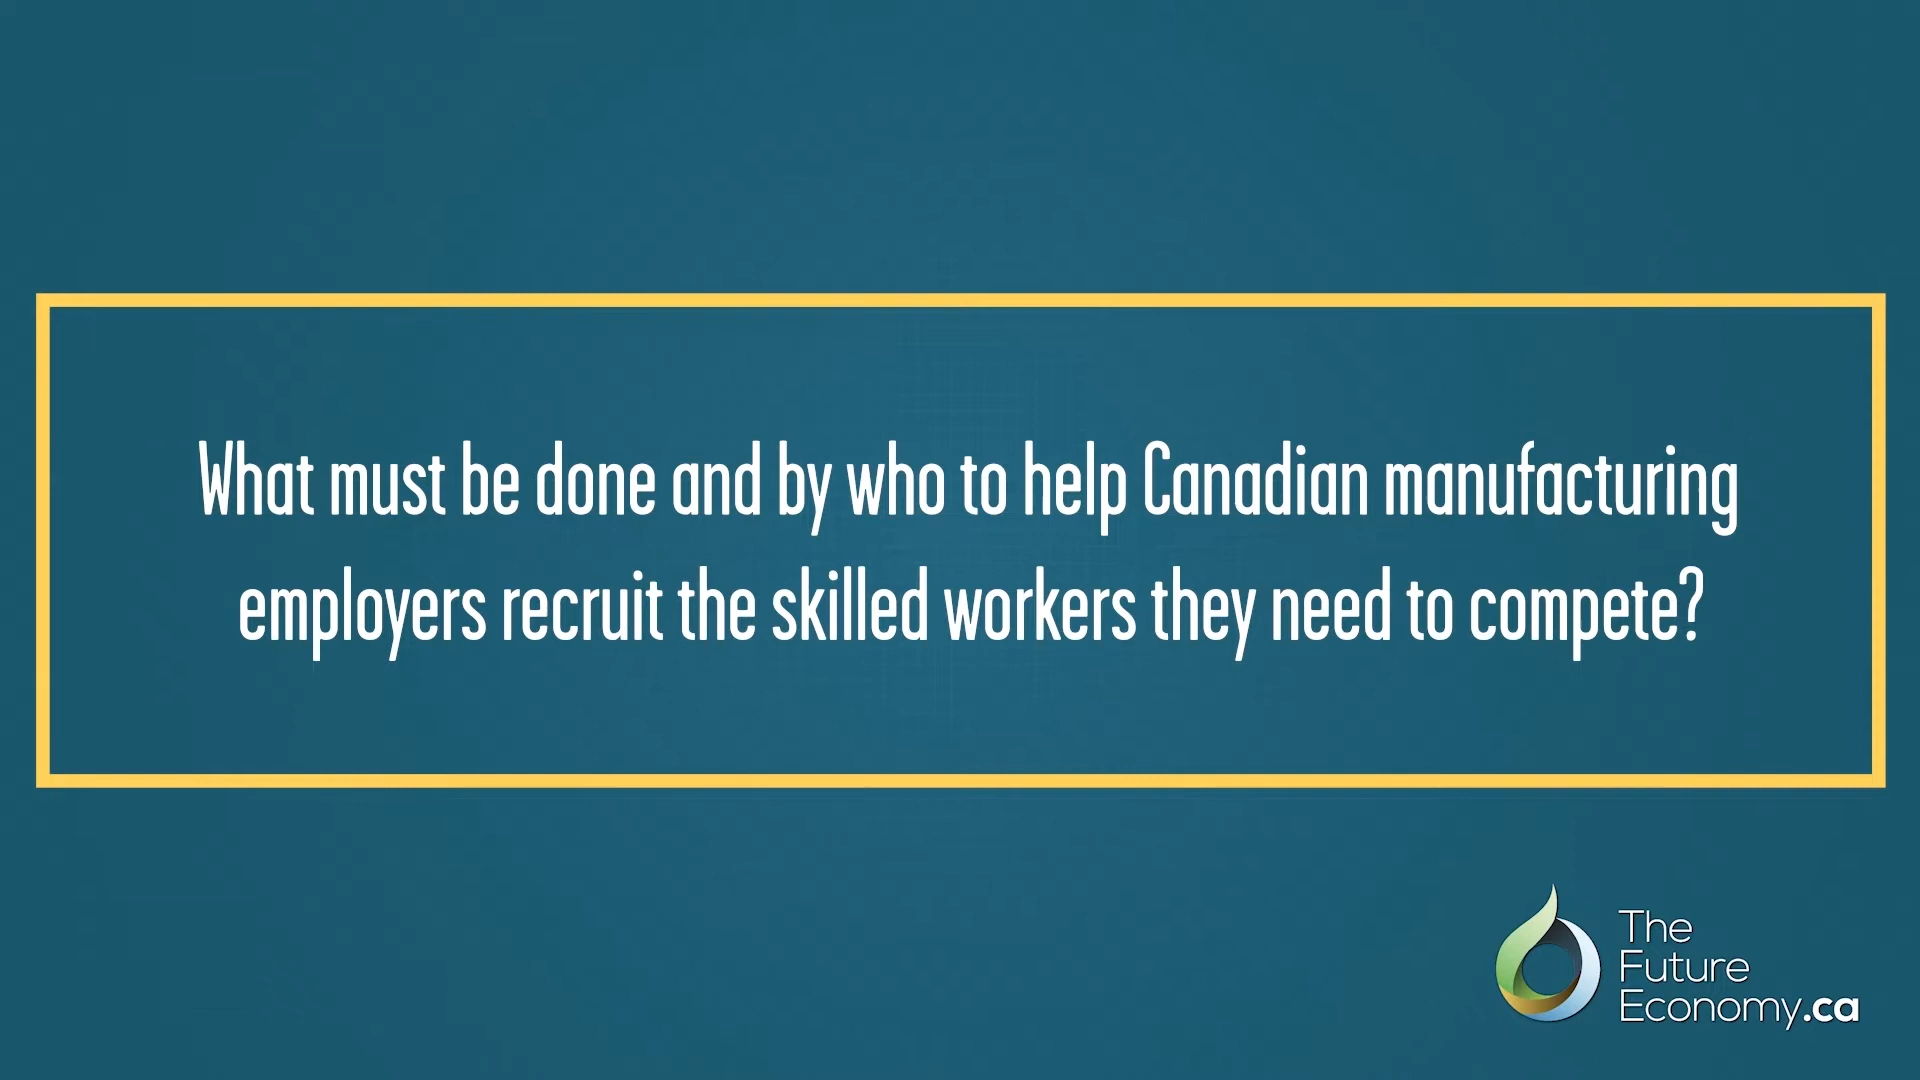 What must be done and by who to help Canadian manufacturing
employers recruit the skilled workers they need to compete?
The
Future
Economy.ca